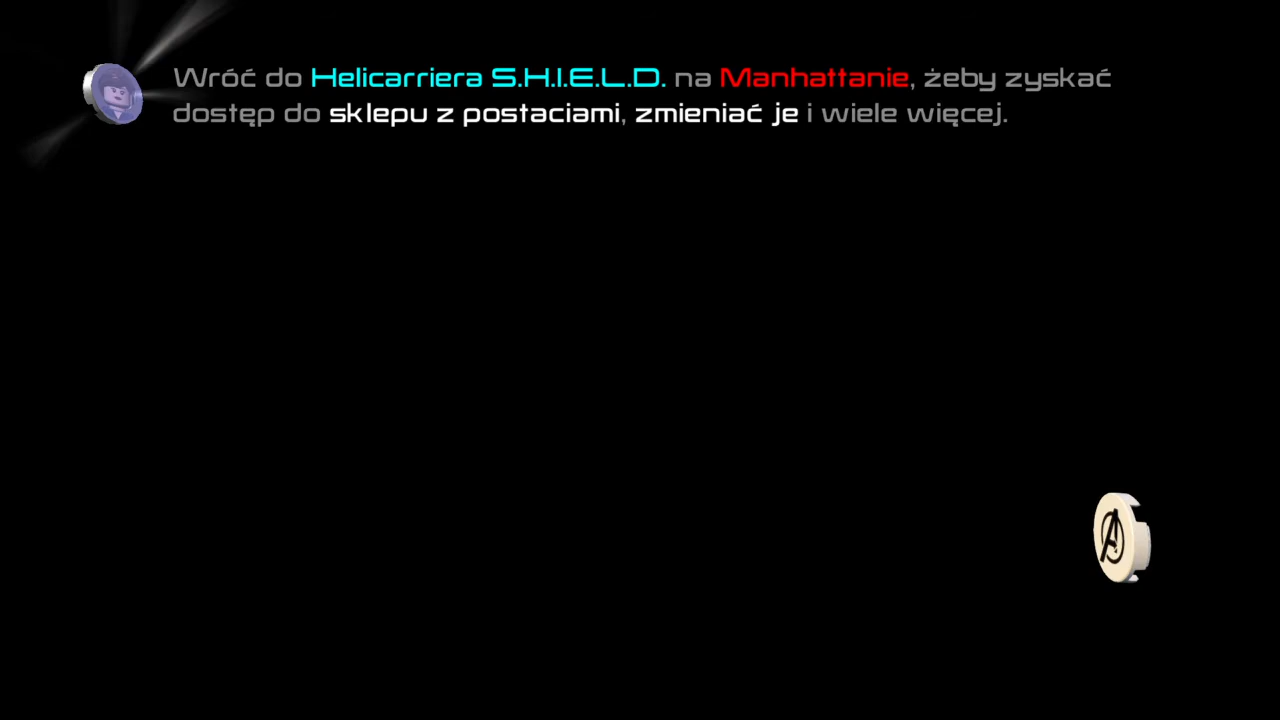 Wróć do Helicarriera S.H.I.E.L.D. na Manhattanie, żeby zyskać
dostęp do sklepu z postaciami, zmieniać je i wiele więcej.